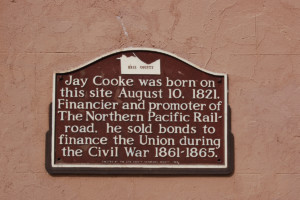 Jay Cooke was born on
this site August 10, 1821.
Financier and promoter of
The Northern Pacific Rail-
road, he sold bonds to
finance the Union during
the Civil War 1861-1865.